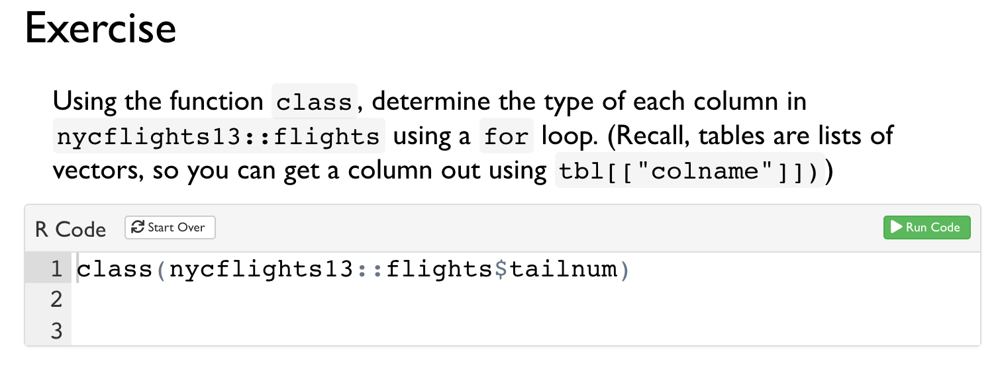 Exercise
Using the function class, determine the type of each column in
nycflights13::flights using a for loop. (Recall, tables are lists of
vectors, so you can get a column out using tbl[["colname"]]))
R Code Start Over Run Code
1 class(nycflights13::flights$tailnum)
2
3